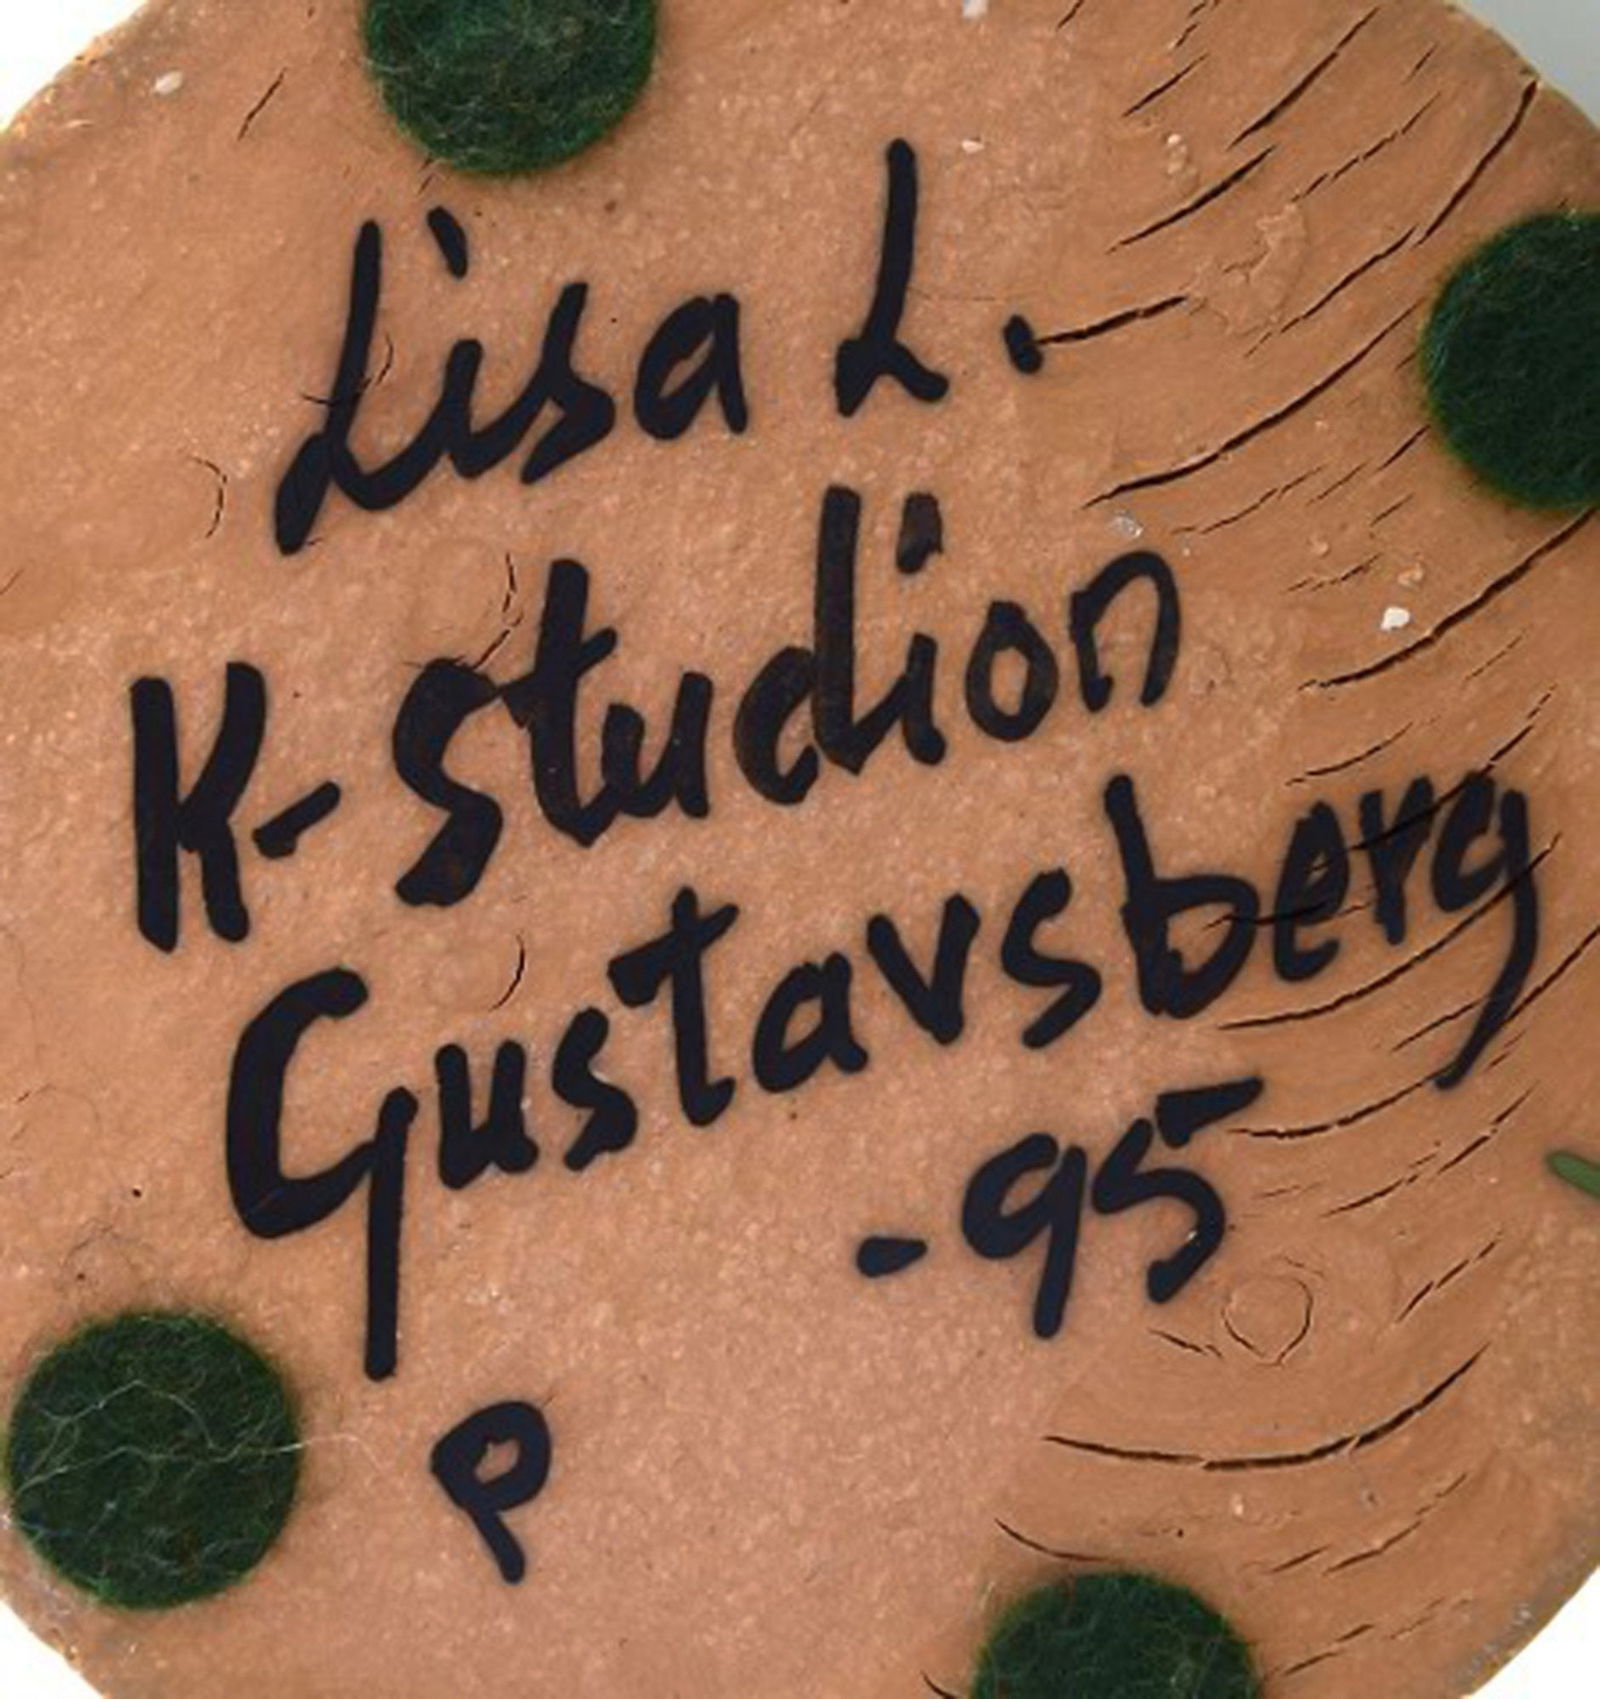 Lisa L.
K-Studion
Gustavsberg
-95
P